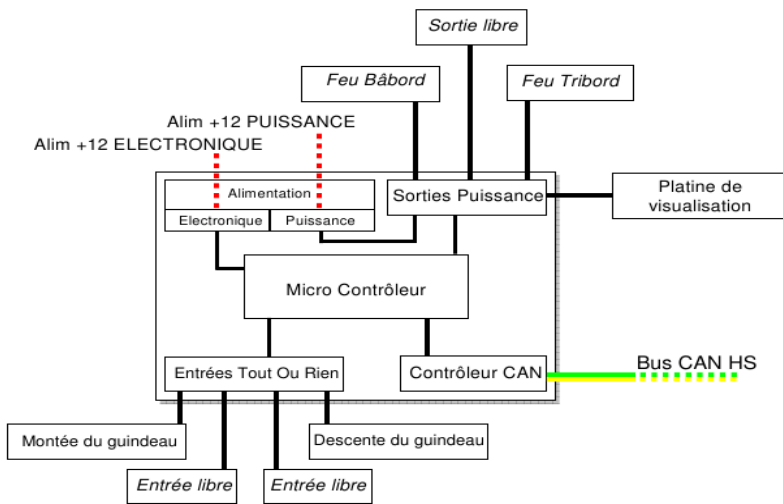 Sortie libre
Feu Bâbord
Feu Tribord
Alim +12 PUISSANCE
Alim +12 ELECTRONIQUE
Alimentation
Electronique
Puissance
Sorties Puissance
Platine de
visualisation
Micro Contrôleur
Entrées Tout Ou Rien
Contrôleur CAN
Bus CAN HS
Montée du guindeau
Descente du guindeau
Entrée libre
Entrée libre